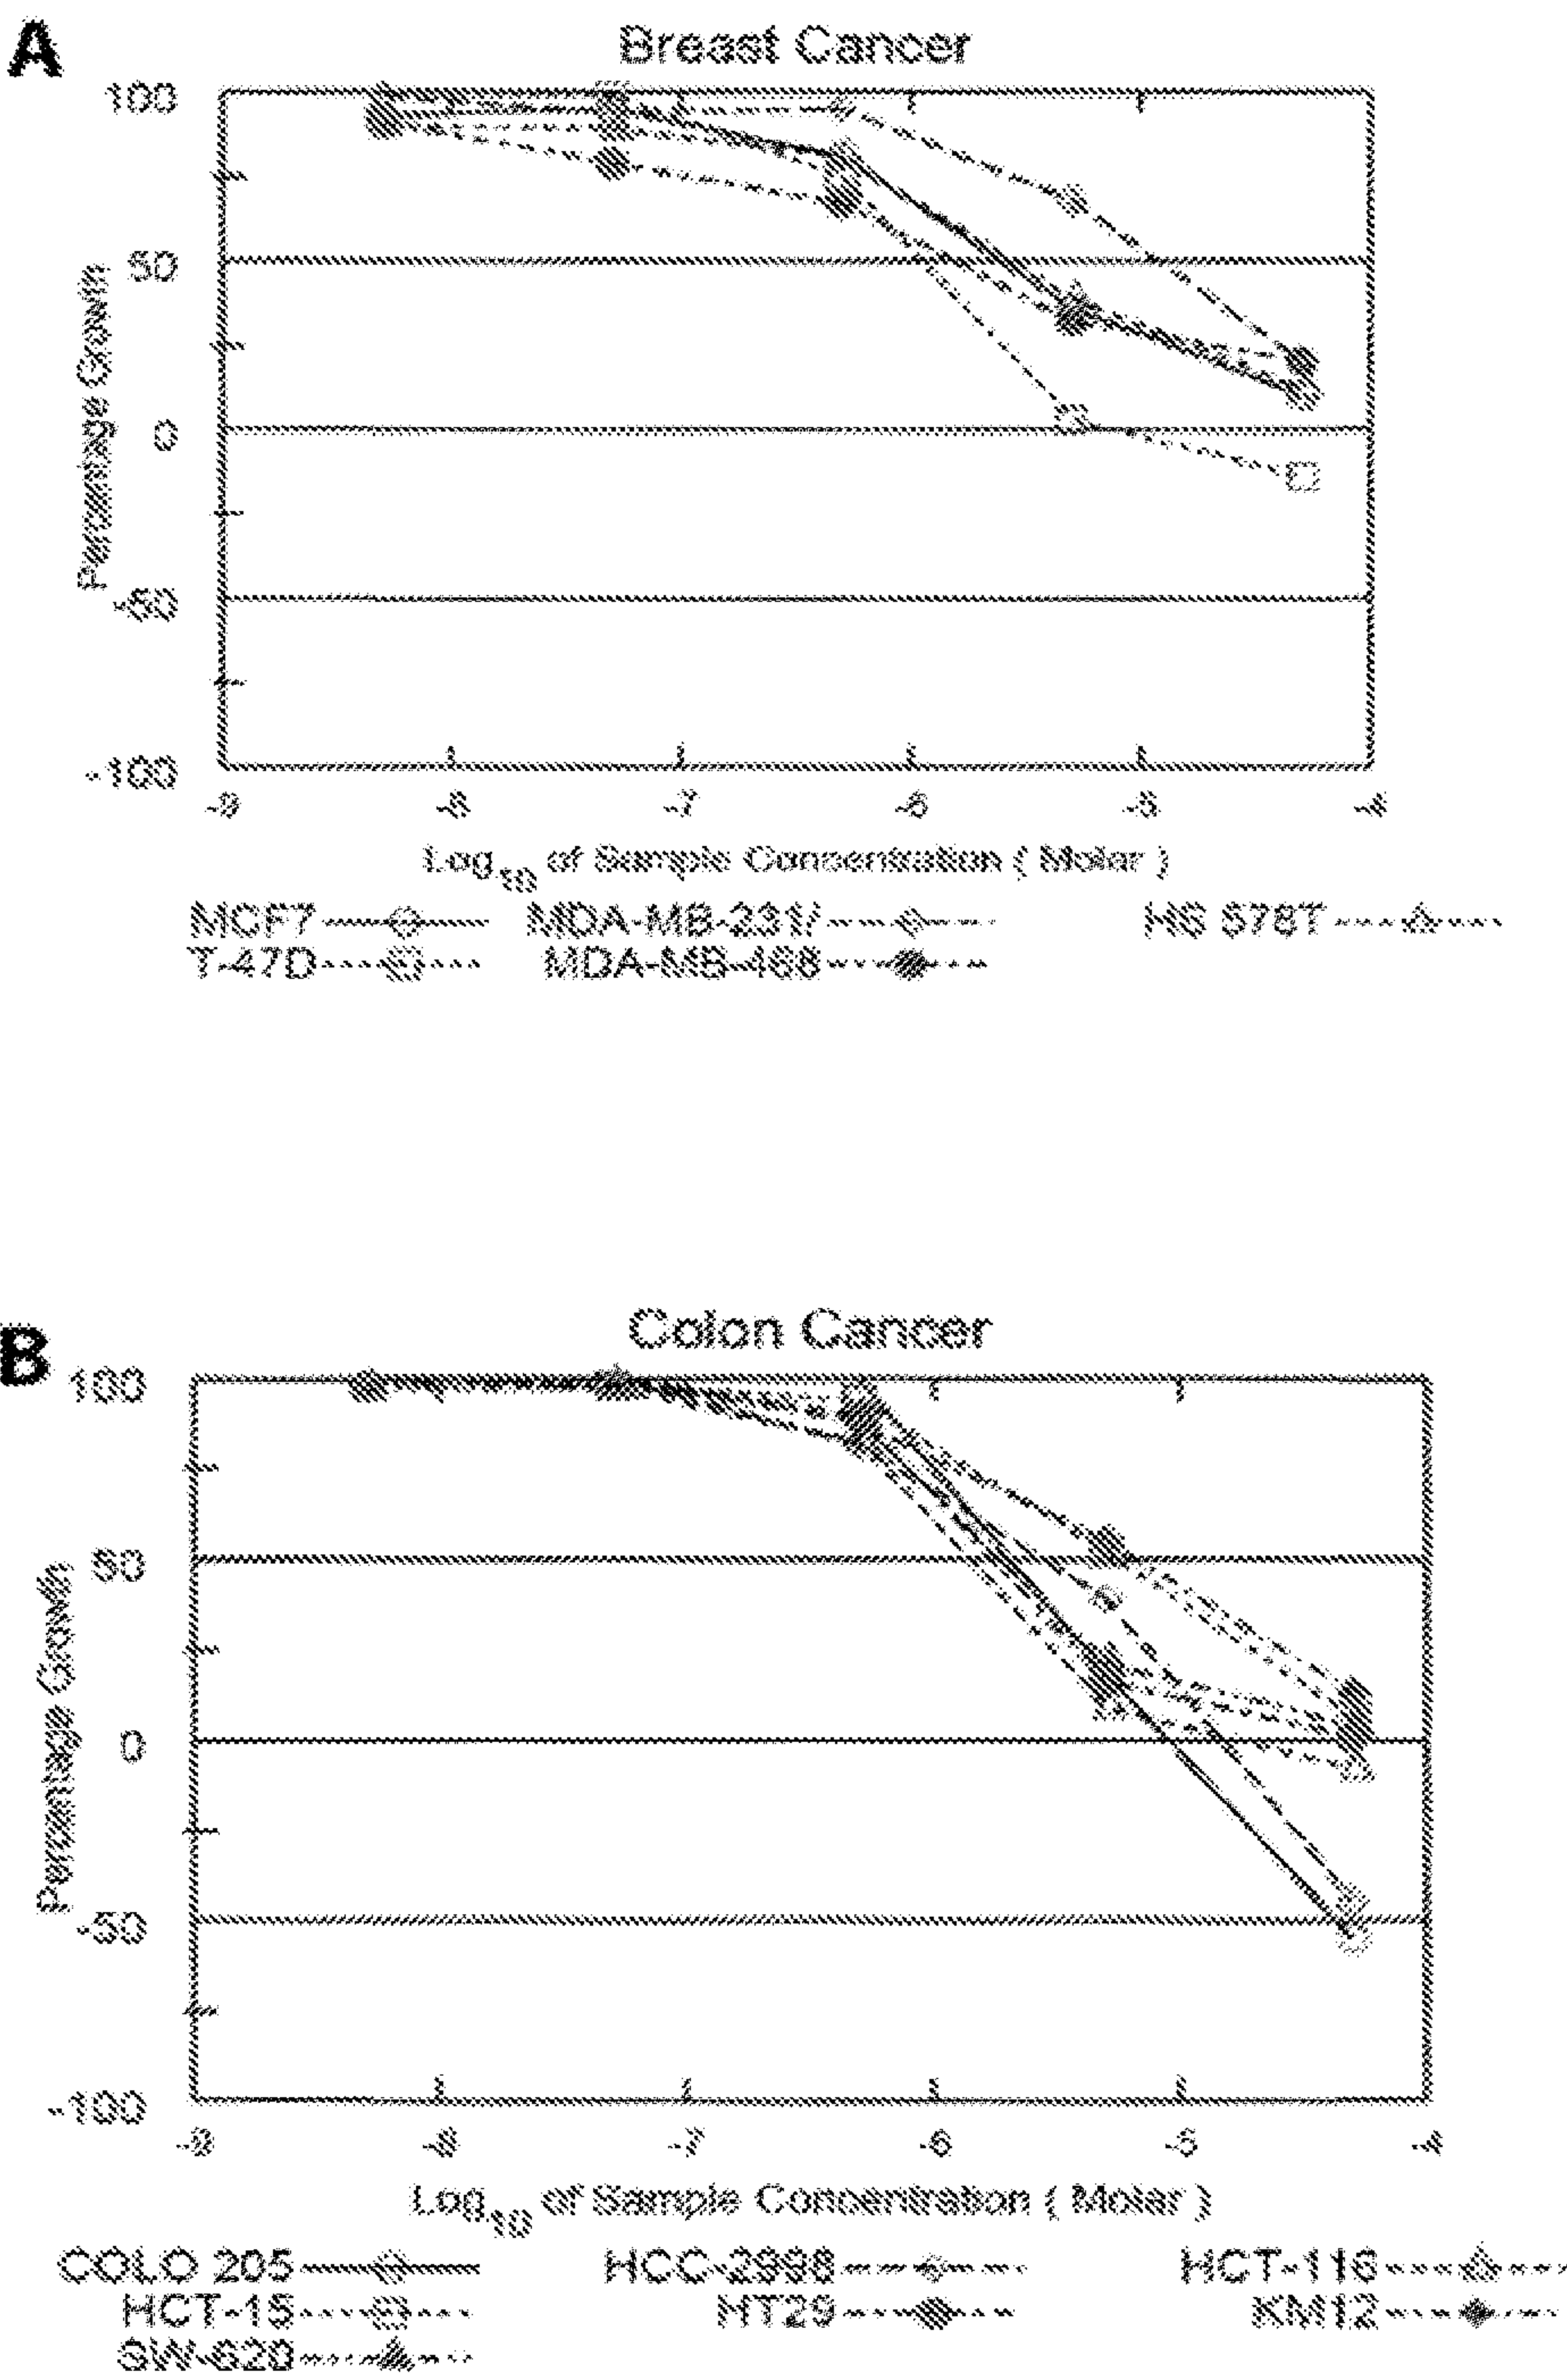 A
Breast Cancer
100
50
0
-50
-100
Percentage Growth
-9 -8 -7 -6 -5 -4
Log10 of Sample Concentration ( Molar )
MCF7 MDA-MB-231/ HS 578T
T-47D MDA-MB-468
B
Colon Cancer
100
50
0
-50
-100
Percentage Growth
-9 -8 -7 -6 -5 -4
Log10 of Sample Concentration ( Molar )
COLO 205 HCC-2998 HCT-116
HCT-15 HT29 KM12
SW-620